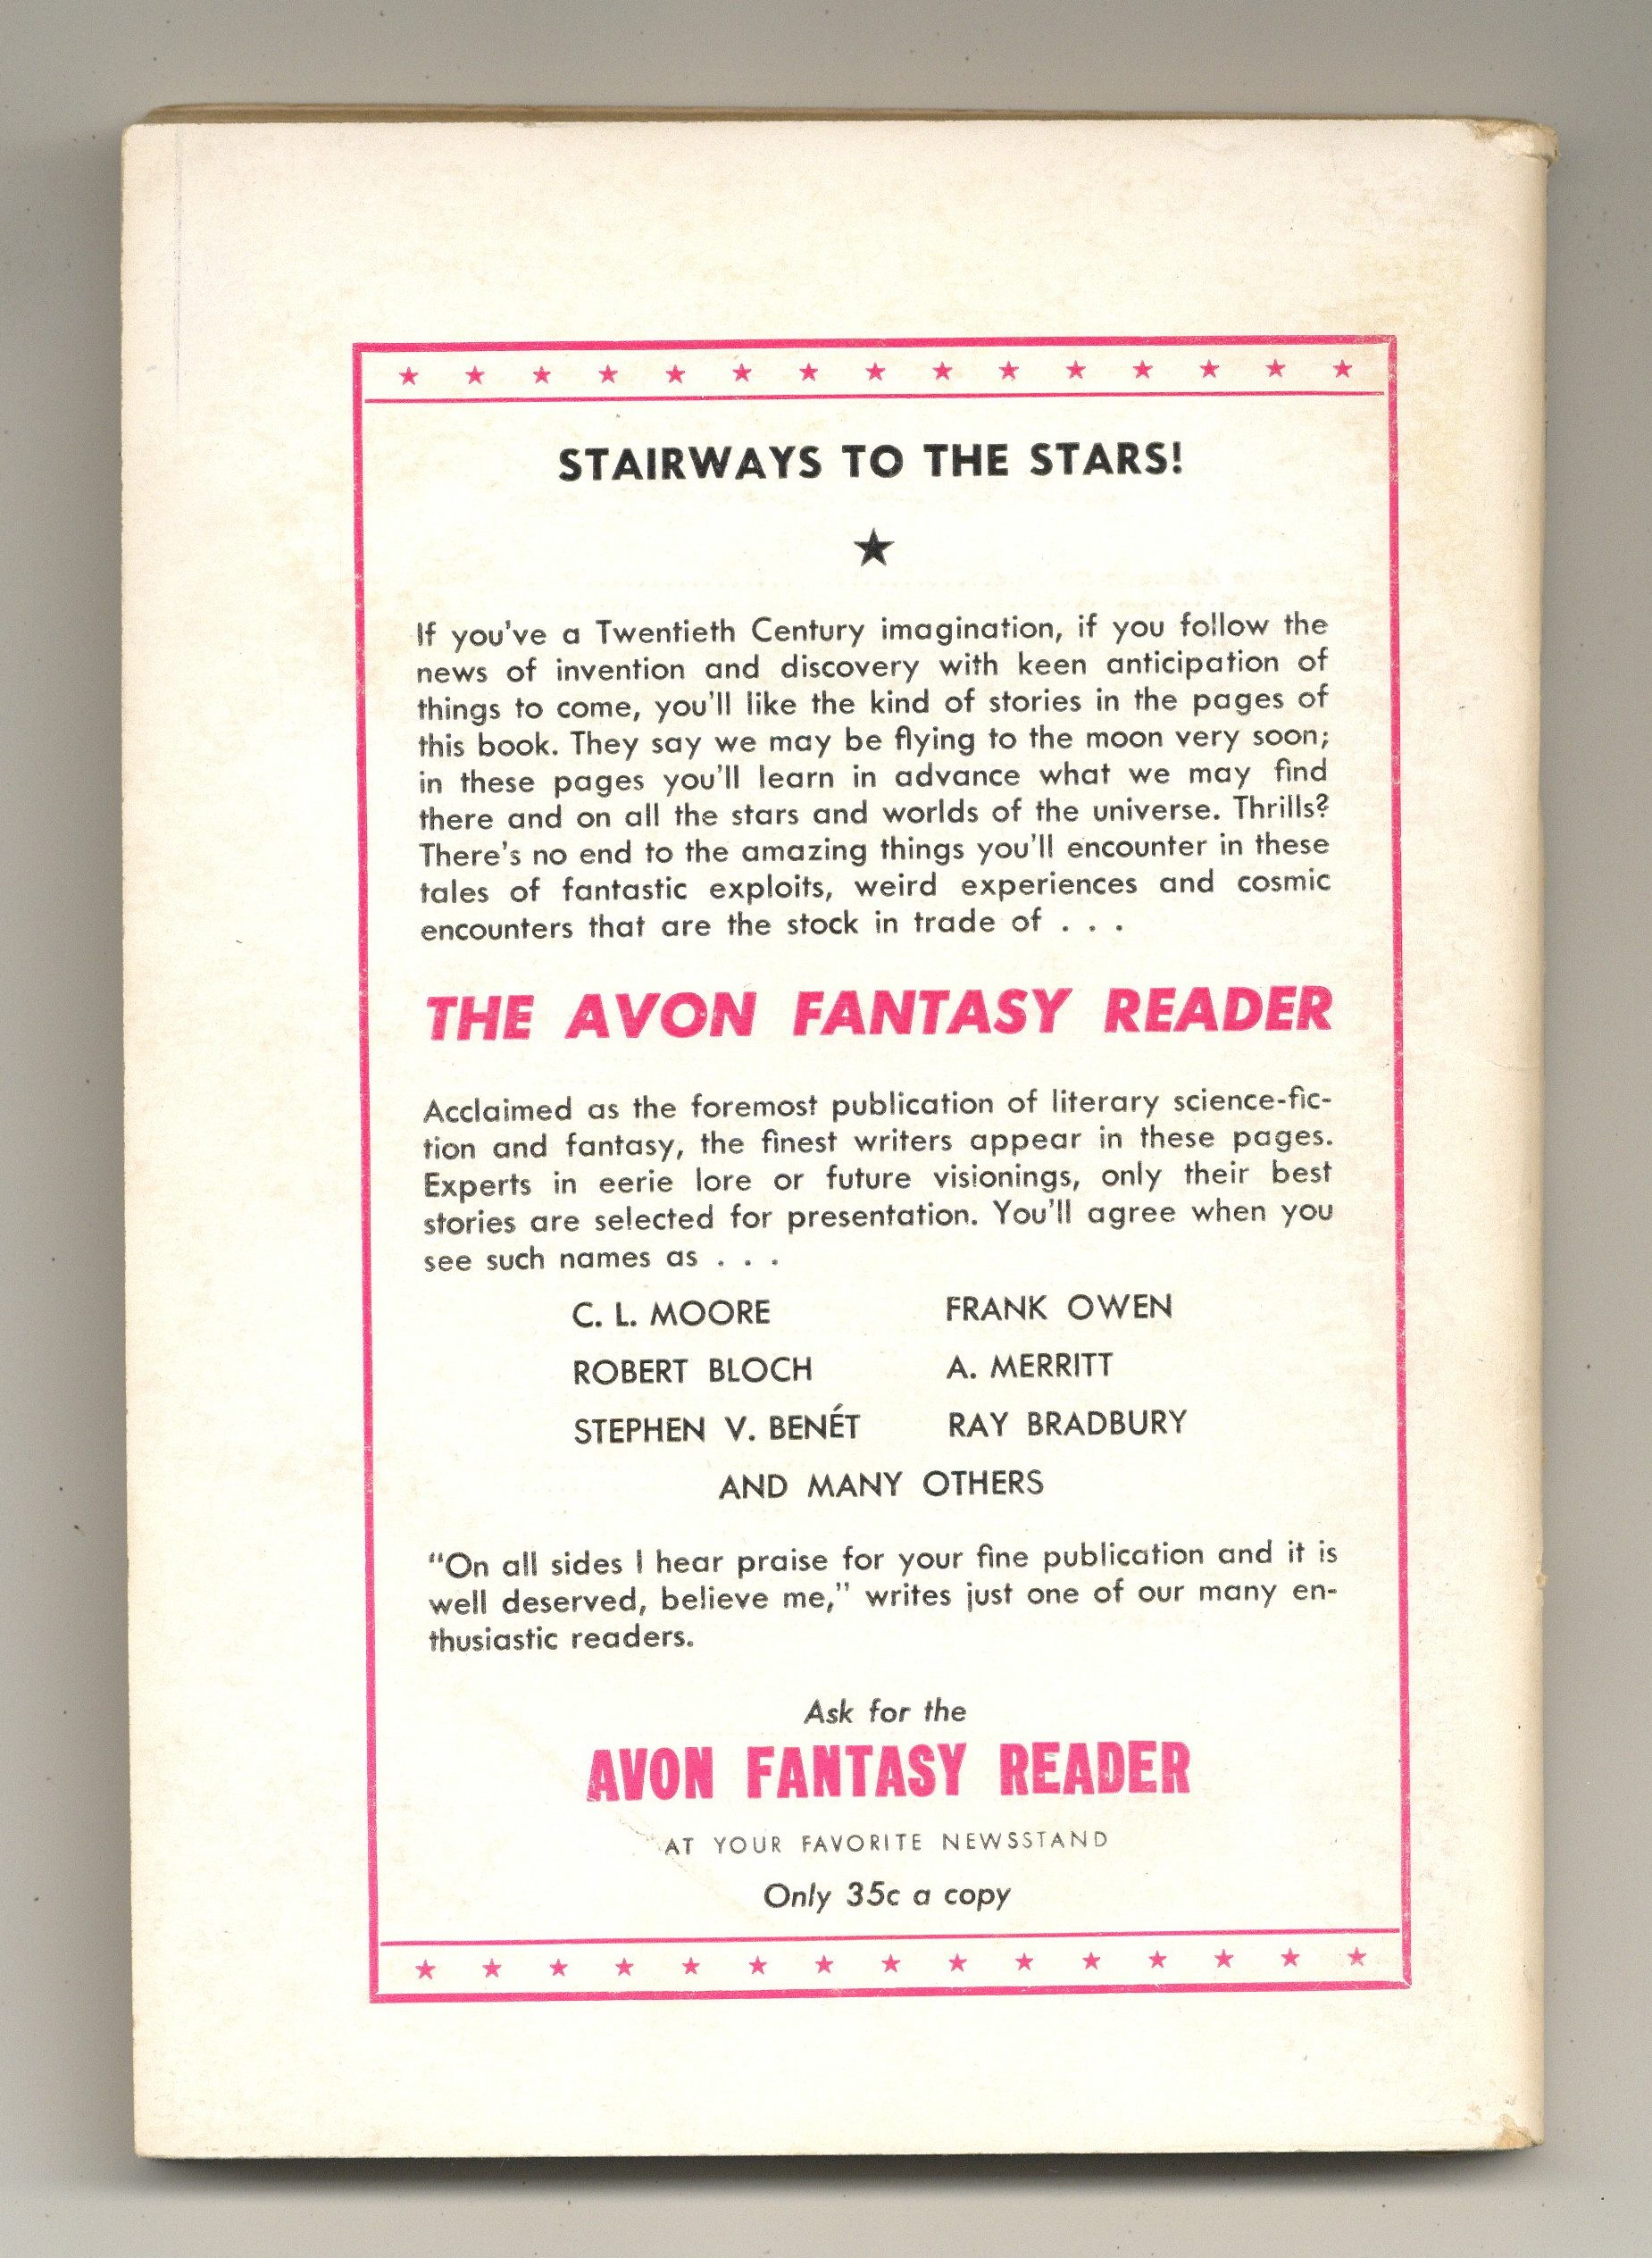 STAIRWAYS TO THE STARS!
If you've a Twentieth Century imagination, if you follow the
news of invention and discovery with keen anticipation of
things to come, you'll like the kind of stories in the pages of
this book. They say we may be flying to the moon very soon;
in these pages you'll learn in advance what we may find
there and on all the stars and worlds of the universe. Thrills?
There's no end to the amazing things you'll encounter in these
tales of fantastic exploits, weird experiences and cosmic
encounters that are the stock in trade of . . .
THE AVON FANTASY READER
Acclaimed as the foremost publication of literary science-fic-
tion and fantasy, the finest writers appear in these pages.
Experts in eerie lore or future visionings, only their best
stories are selected for presentation. You'll agree when you
see such names as . . .
C. L. MOORE FRANK OWEN
ROBERT BLOCH A. MERRITT
STEPHEN V. BENÉT RAY BRADBURY
AND MANY OTHERS
"On all sides I hear praise for your fine publication and it is
well deserved, believe me," writes just one of our many en-
thusiastic readers.
Ask for the
AVON FANTASY READER
AT YOUR FAVORITE NEWSSTAND
Only 35c a copy